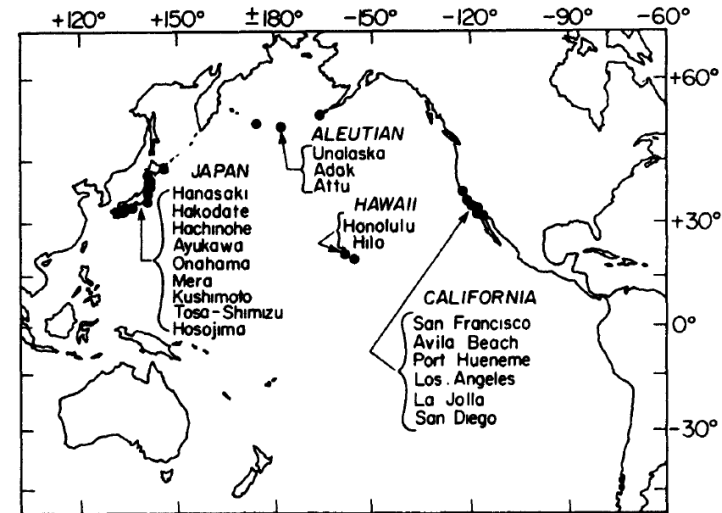 +120° +150° ±180° -150° -120° -90° -60°
+60°
ALEUTIAN
Unalaska
Adak
Attu
JAPAN
Hanasaki
Hakodate
Hachinohe
Ayukawa
Onahama
Mera
Kushimoto
Tosa-Shimizu
Hosojima
HAWAII
Honolulu
Hilo
+30°
CALIFORNIA
San Francisco
Avila Beach
Port Hueneme
Los. Angeles
La Jolla
San Diego
0°
-30°